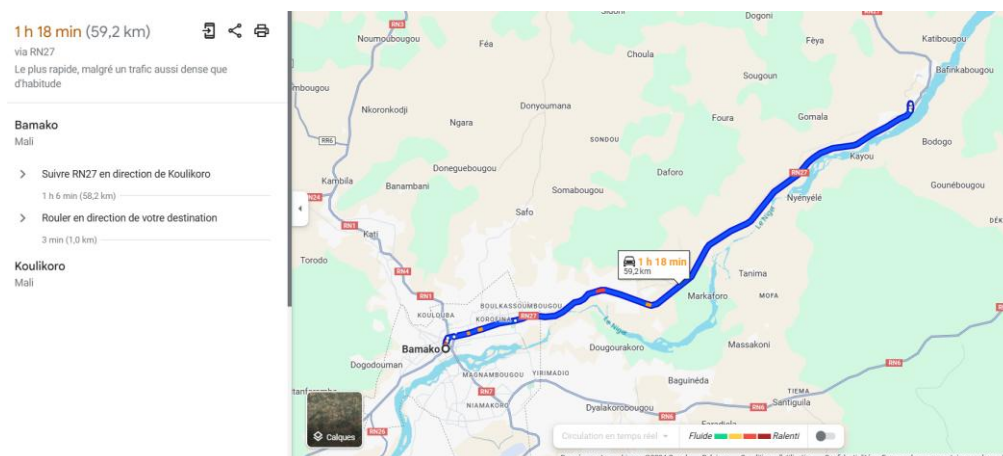 1 h 18 min (59,2 km)
via RN27
Le plus rapide, malgré un trafic aussi dense que
d'habitude
Bamako
Mali
Suivre RN27 en direction de Koulikoro
1 h 6 min (58,2 km)
Rouler en direction de votre destination
3 min (1,0 km)
Koulikoro
Mali
RN3
Dogoni
Noumoubougou
Féa
Fèya
Katibougou
Choula
Bafinkabougou
mbougou
Sougoun
Nkoronkodji
Donyoumana
Foura
Gomala
Ngara
RR6
SONDOU
Bodogo
Kayou
Doneguebougou
Daforo
RN27
Kambila
Banambani
Somabougou
Gounébougou
RN24
Nyényélé
Safo
Le Niger
RN1
Kati
Torodo
1 h 18 min
59,2 km
RN4
Tanima
Markaforo
MOFA
RN1
BOULKASSOUMBOUGOU
KOULOUBA
KOROFINA
RN27
Le Niger
Bamako
Dougourakoro
Massakoni
Dogodouman
MAGNAMBOUGOU
YIRIMADIO
RN6
Baguinéda
RN7
TIEMA
NIAMAKORO
Dyalakorobougou
RN6
Santiguila
RN6
Calques
RN26
Circulation en temps réel
Fluide
Ralenti